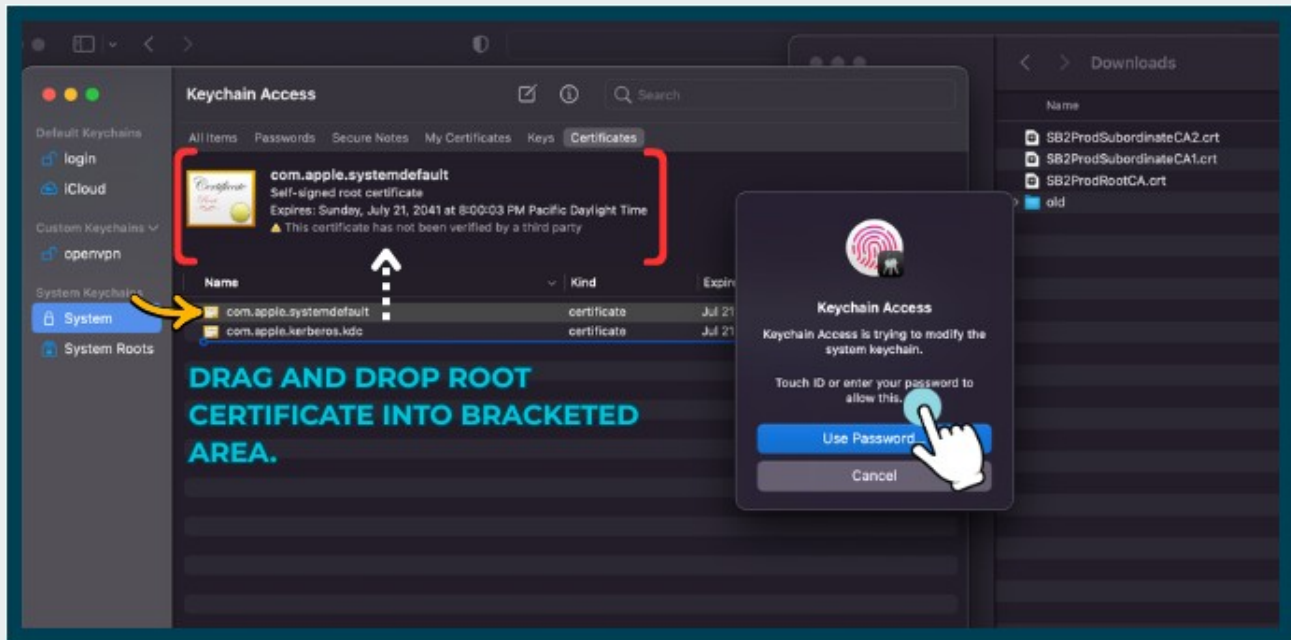 Downloads
Name
SB2ProdSubordinateCA2.crt
SB2ProdSubordinateCA1.crt
SB2ProdRootCA.crt
old
Keychain Access
Search
Default Keychains
login
iCloud
Custom Keychains
openvpn
System Keychains
System
System Roots
All Items Passwords Secure Notes My Certificates Keys Certificates
Certificate
Root
com.apple.systemdefault
Self-signed root certificate
Expires: Sunday, July 21, 2041 at 8:00:03 PM Pacific Daylight Time
This certificate has not been verified by a third party
Name Kind
com.apple.systemdefault certificate Jul 21
com.apple.kerberos.kdc certificate Jul 21
DRAG AND DROP ROOT
CERTIFICATE INTO BRACKETED
AREA.
Keychain Access
Keychain Access is trying to modify the
system keychain.
Touch ID or enter your password to
allow this.
Use Password...
Cancel